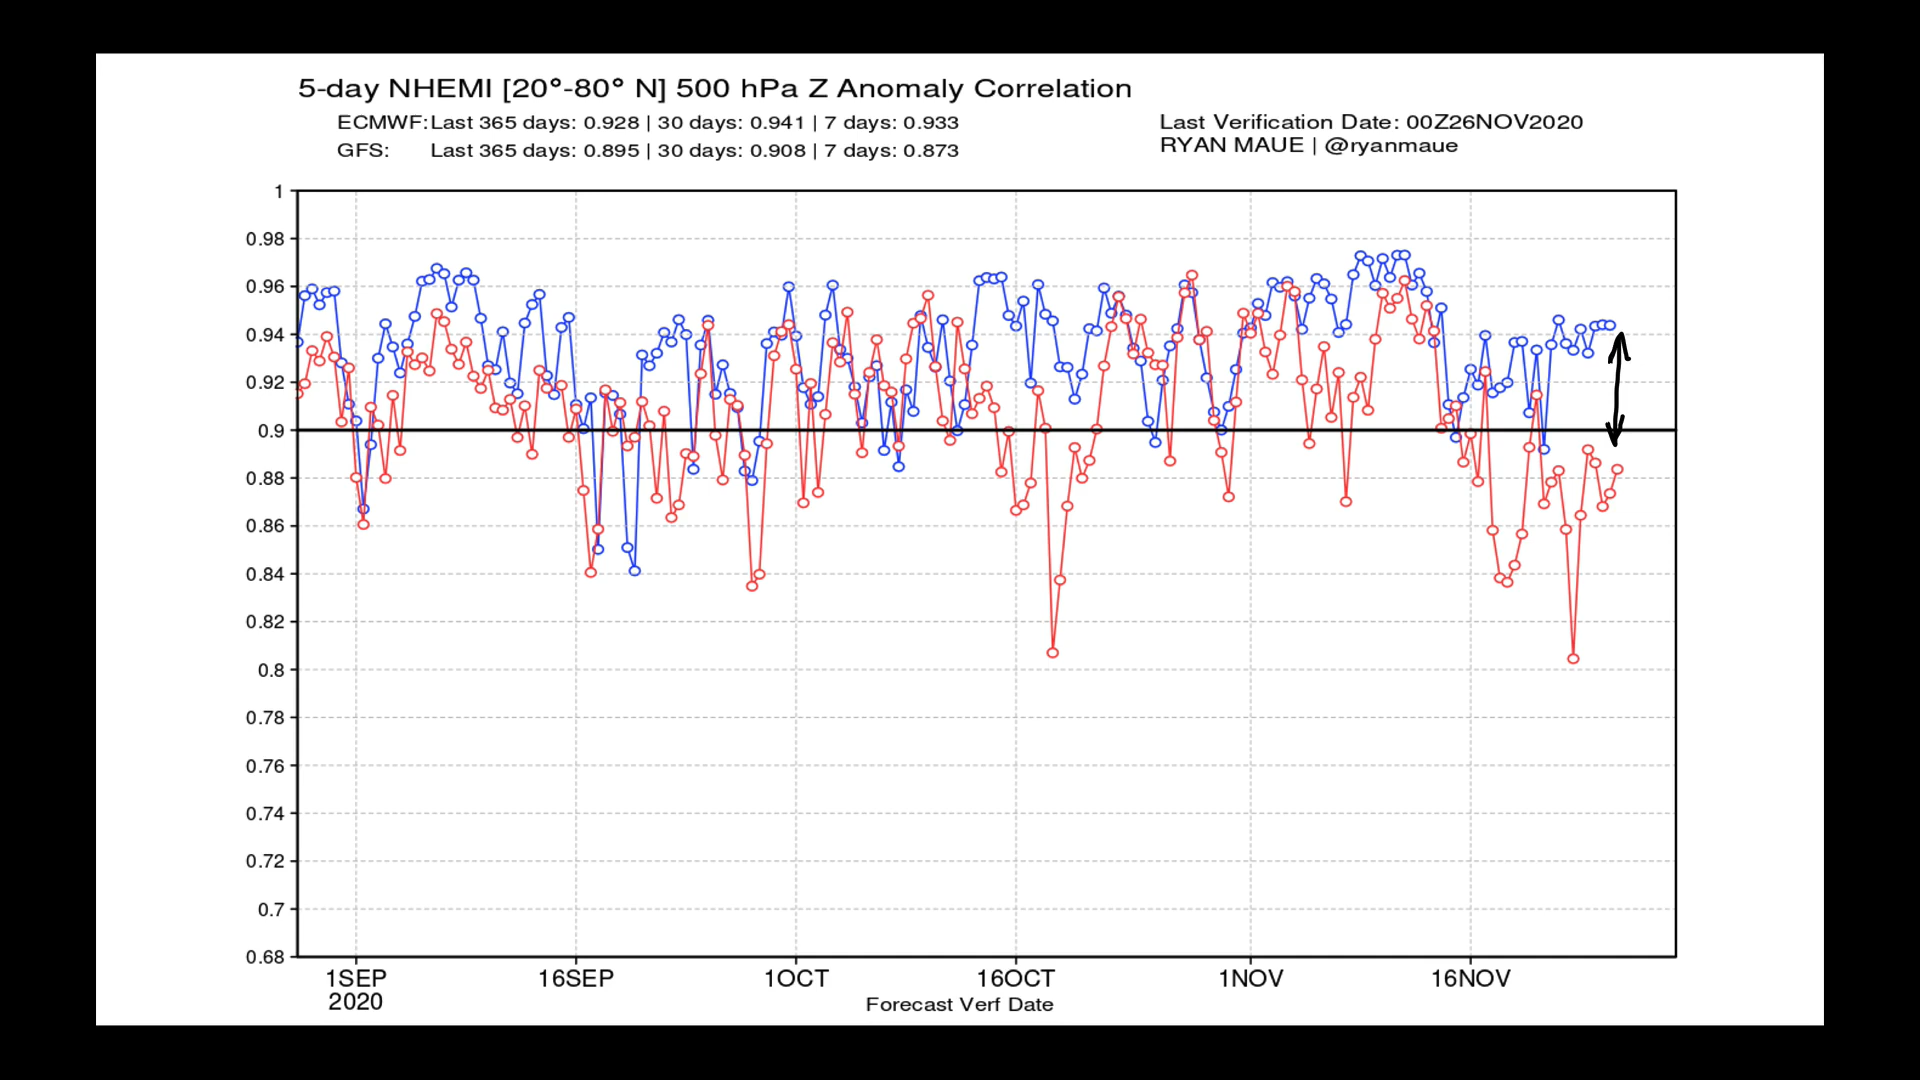 5-day NHEMI [20°-80° N] 500 hPa Z Anomaly Correlation
ECMWF: Last 365 days: 0.928 | 30 days: 0.941 | 7 days: 0.933
GFS: Last 365 days: 0.895 | 30 days: 0.908 | 7 days: 0.873
Last Verification Date: 00Z26NOV2020
RYAN MAUE | @ryanmaue
1
0.98
0.96
0.94
0.92
0.9
0.88
0.86
0.84
0.82
0.8
0.78
0.76
0.74
0.72
0.7
0.68
1SEP 16SEP 1OCT 16OCT 1NOV 16NOV
2020
Forecast Verf Date